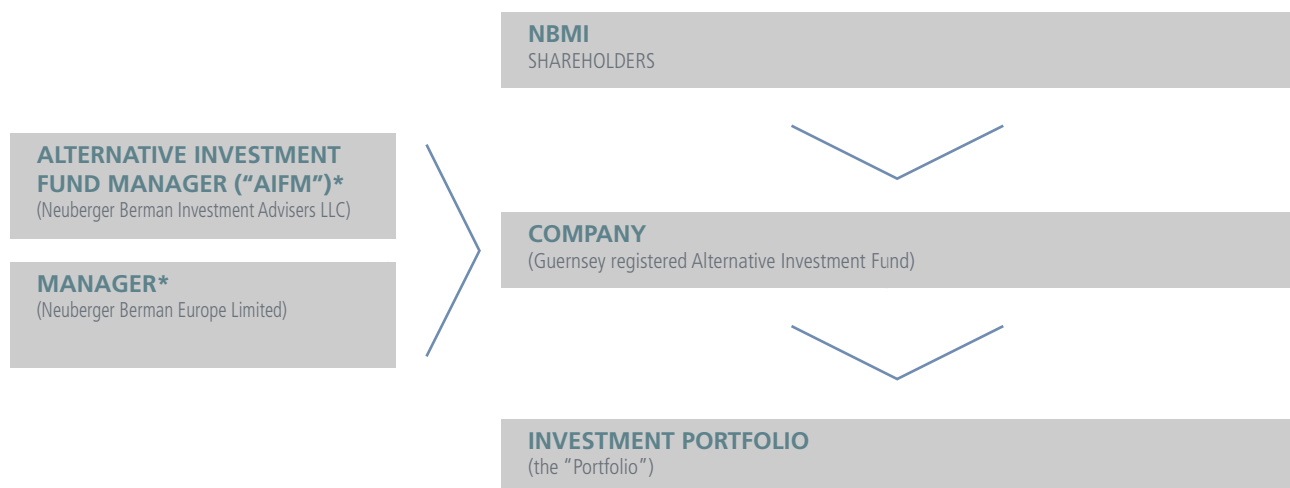 NBMI
SHAREHOLDERS
ALTERNATIVE INVESTMENT
FUND MANAGER (“AIFM”)*
(Neuberger Berman Investment Advisers LLC)
MANAGER*
(Neuberger Berman Europe Limited)
COMPANY
(Guernsey registered Alternative Investment Fund)
INVESTMENT PORTFOLIO
(the “Portfolio”)